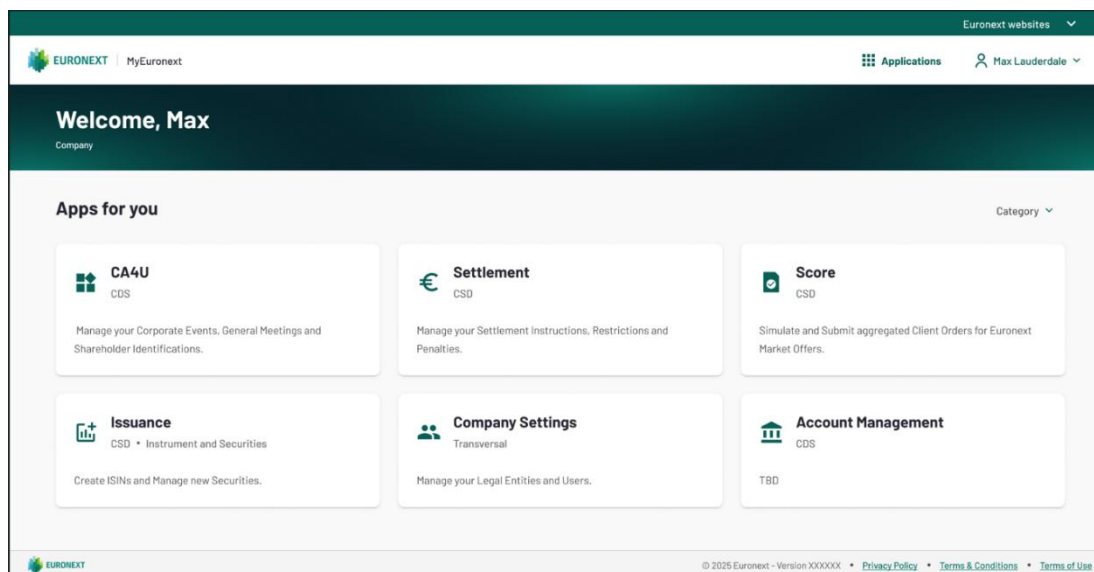 Euronext websites
EURONEXT MyEuronext Applications Max Lauderdale
Welcome, Max
Company
Apps for you
Category
CA4U
CDS
Manage your Corporate Events, General Meetings and
Shareholder Identifications.
Settlement
CSD
Manage your Settlement Instructions, Restrictions and
Penalties.
Score
CSD
Simulate and Submit aggregated Client Orders for Euronext
Market Offers.
Issuance
CSD • Instrument and Securities
Create ISINs and Manage new Securities.
Company Settings
Transversal
Manage your Legal Entities and Users.
Account Management
CDS
TBD
EURONEXT © 2025 Euronext - Version XXXXXX • Privacy Policy • Terms & Conditions • Terms of Use